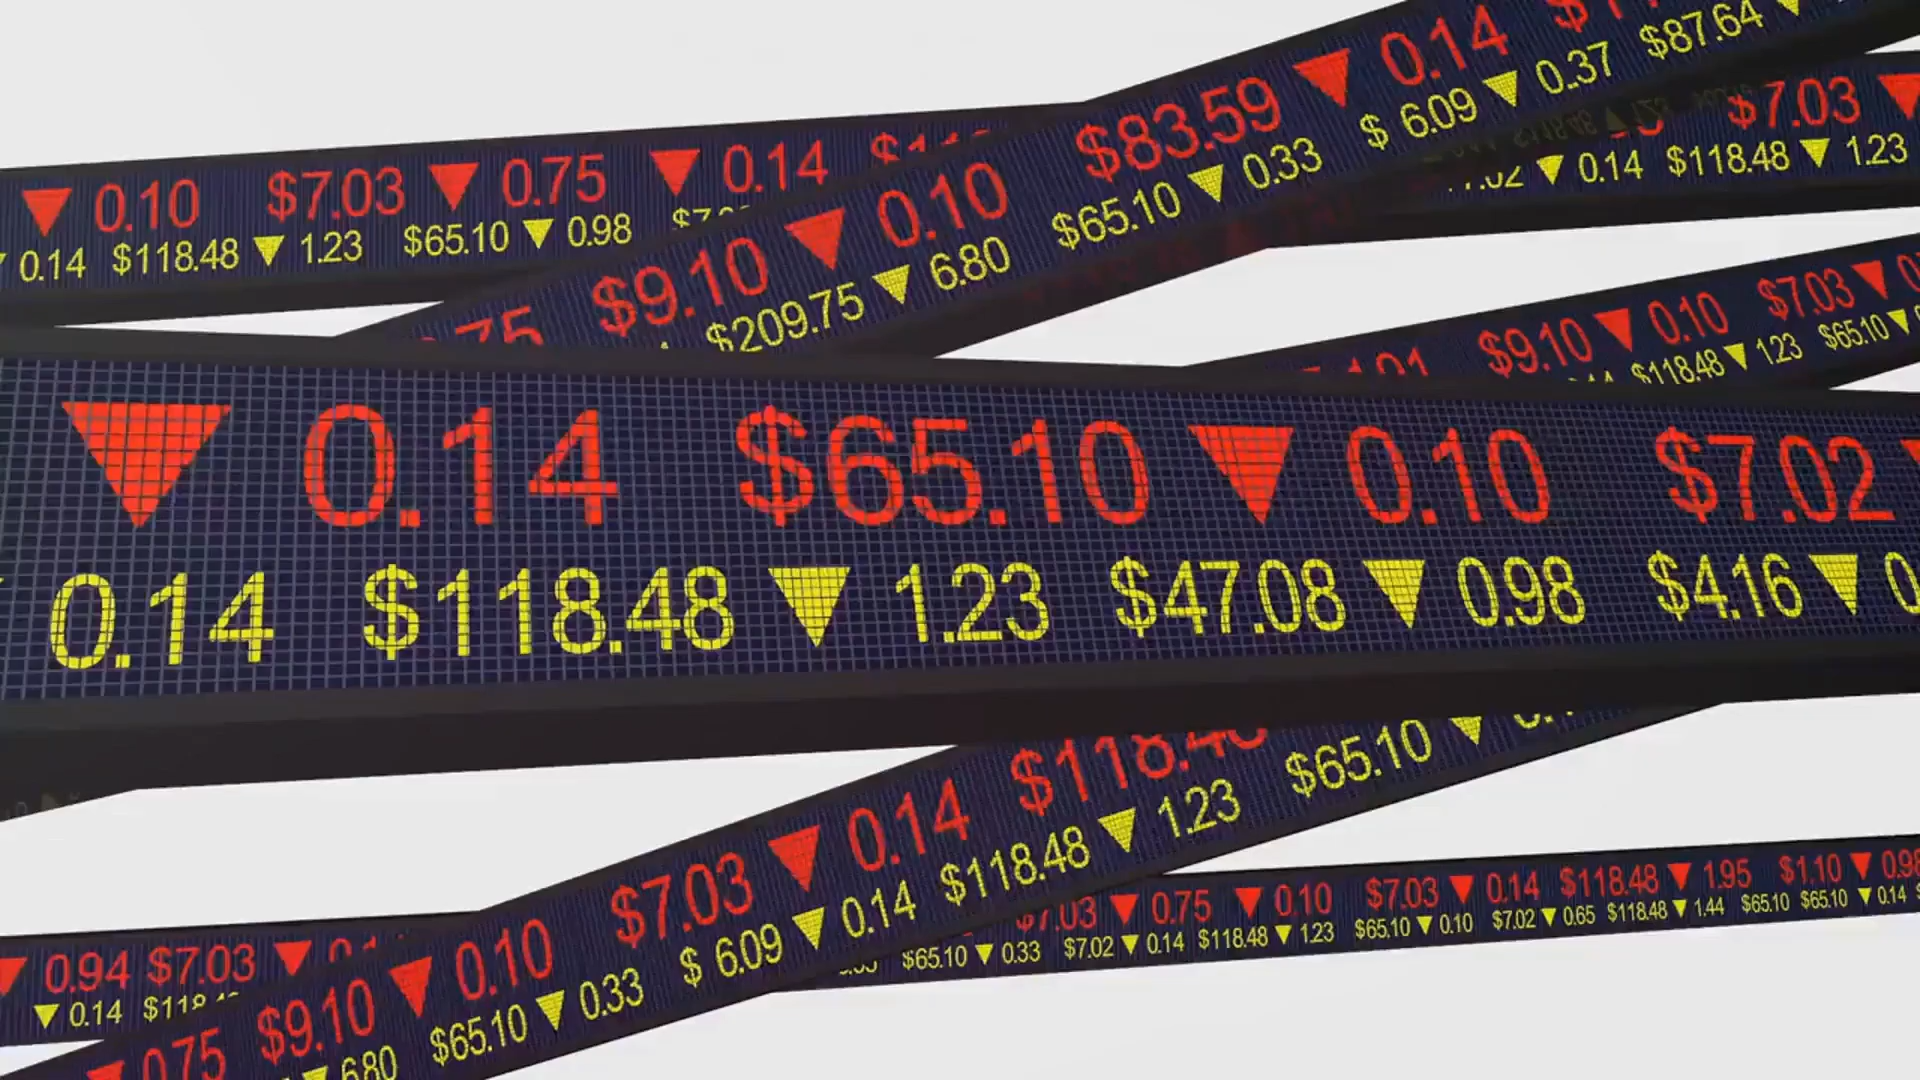 ▼ 0.10 $7.03 ▼ 0.75 ▼ 0.14
0.14 $118.48 ▼ 1.23 $65.10 ▼ 0.98
$9.10 ▼ 0.10 $83.59 ▼ 0.14
$209.75 ▼ 6.80 $65.10 ▼ 0.33 $ 6.09 ▼ 0.37 $87.64 ▼
$7.03 ▼
▼ 0.14 $118.48 ▼ 1.23
$9.10 ▼ 0.10 $7.03 ▼
$118.48 ▼ 1.23 $65.10 ▼
▼ 0.14 $65.10 ▼ 0.10 $7.02
0.14 $118.48 ▼ 1.23 $47.08 ▼ 0.98 $4.16 ▼
$9.10 ▼ 0.10 $7.03 ▼ 0.14 $118.48
▼ 6.80 $65.10 ▼ 0.33 $ 6.09 ▼ 0.14 $118.48 ▼ 1.23 $65.10 ▼
▼ 0.75
0.94 $7.03 ▼
▼ 0.14
$7.03 ▼ 0.75 ▼ 0.10 $7.03 ▼ 0.14 $118.48 ▼ 1.95 $1.10 ▼ 0.98
$65.10 ▼ 0.33 $7.02 ▼ 0.14 $118.48 ▼ 1.23 $65.10 ▼ 0.10 $7.02 ▼ 0.65 $118.48 ▼ 1.44 $65.10 $65.10 ▼ 0.14